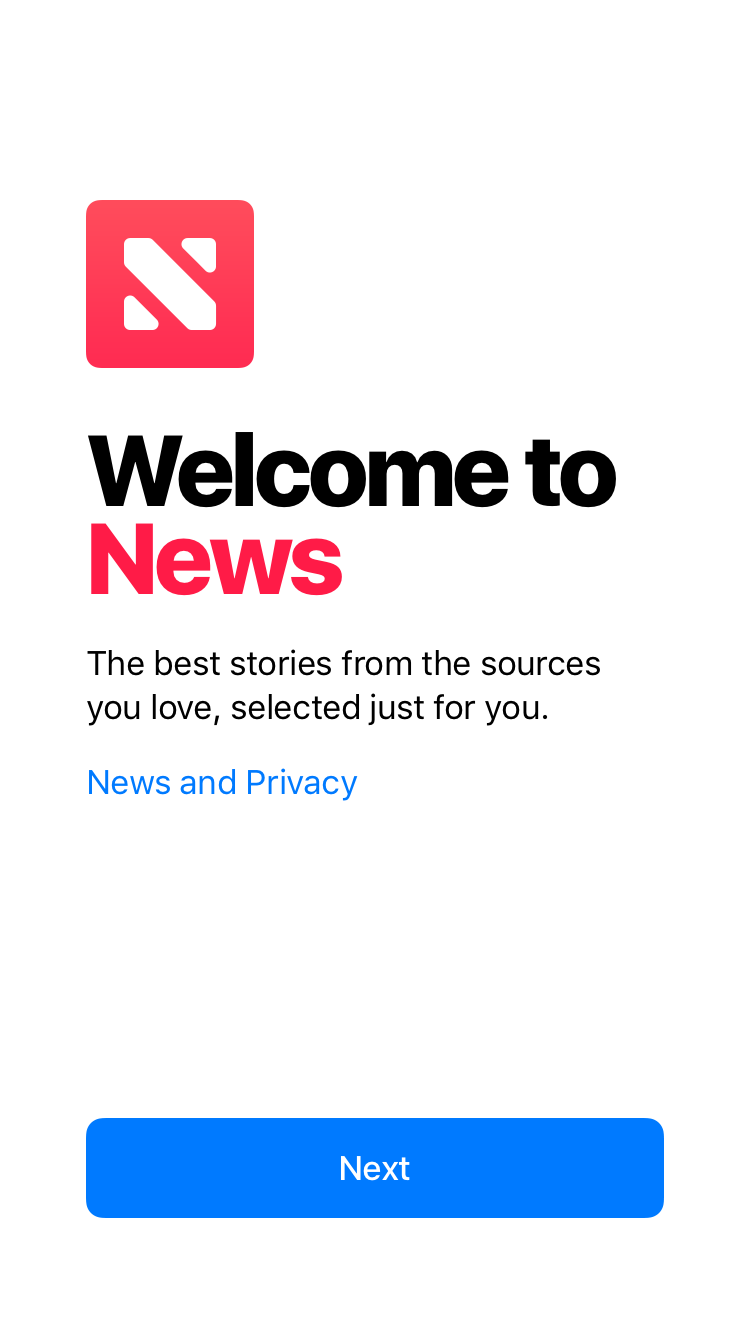 Welcome to
News
The best stories from the sources
you love, selected just for you.
News and Privacy
Next